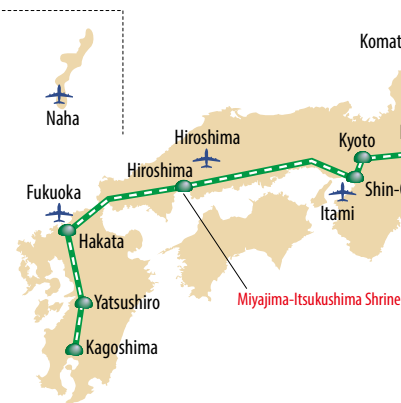 Komat
Naha
Hiroshima
Kyoto
Hiroshima
Shin-
Fukuoka
Itami
Hakata
Miyajima-Itsukushima Shrine
Yatsushiro
Kagoshima